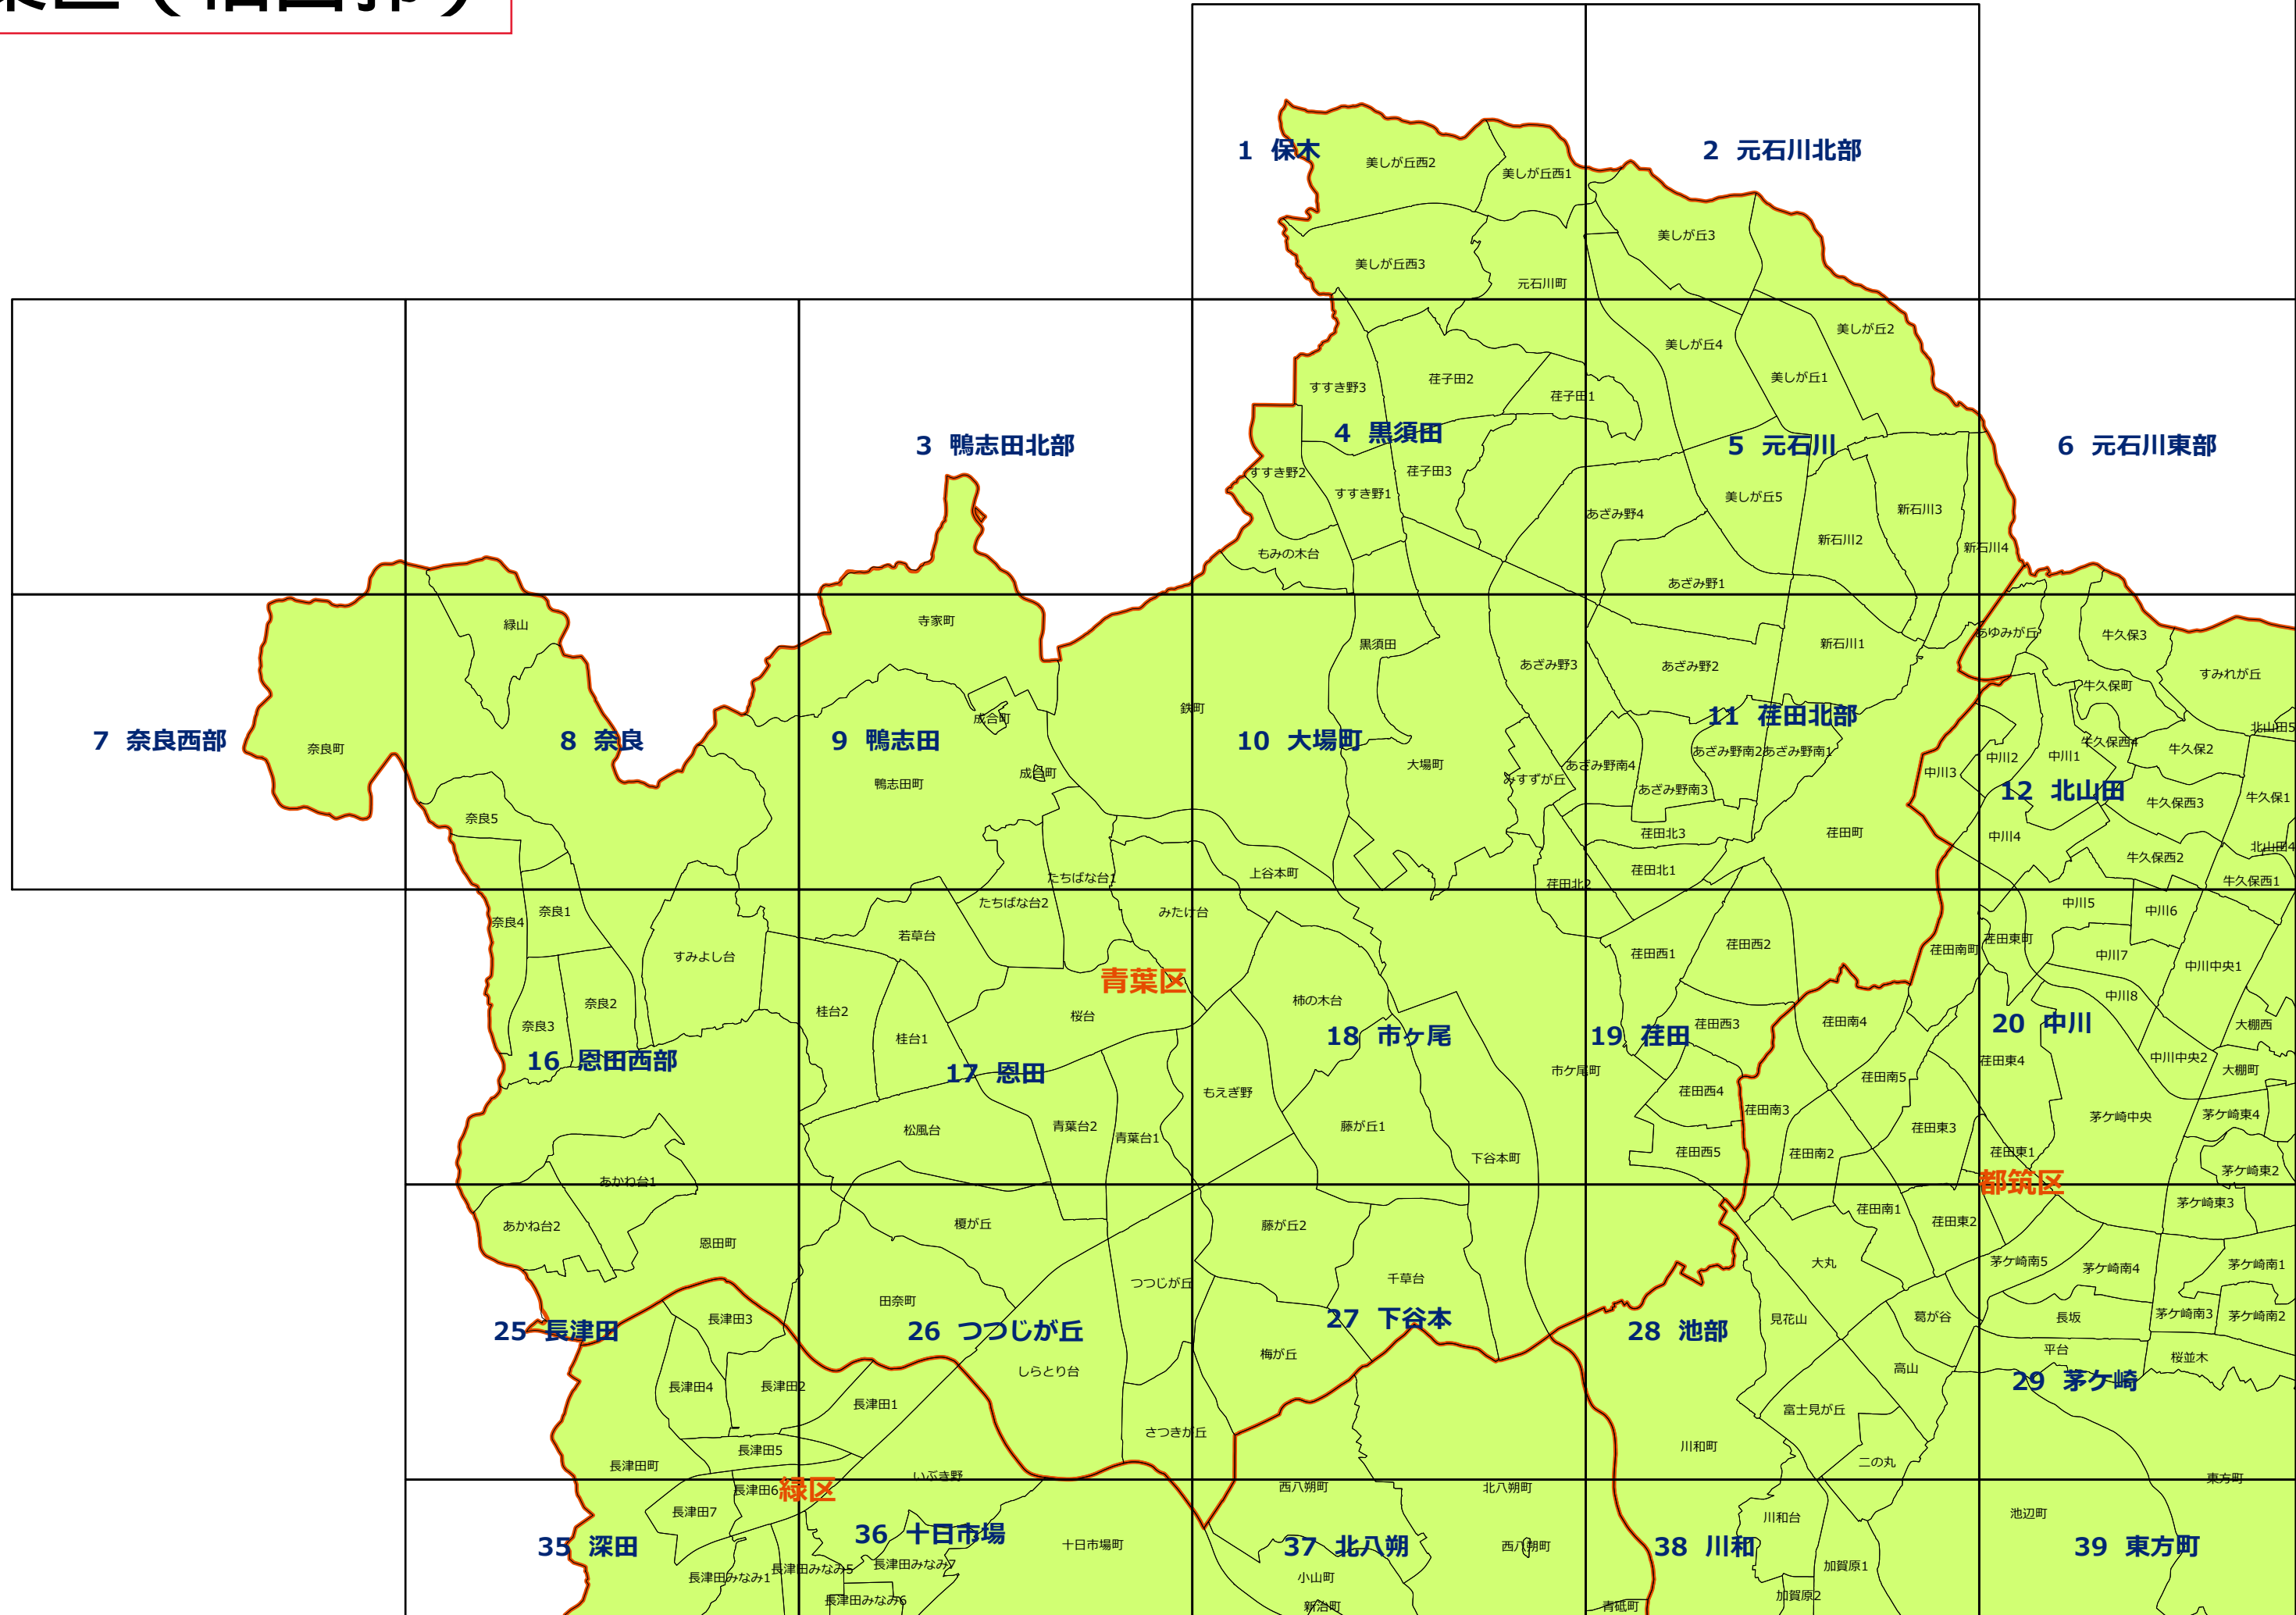 1 保木
2 元石川北部
美しが丘西2
美しが丘西1
美しが丘3
美しが丘西3
元石川町
美しが丘2
美しが丘4
美しが丘1
すすき野3
荏子田2
荏子田1
3 鴨志田北部
4 黒須田
5 元石川
6 元石川東部
すすき野2
荏子田3
すすき野1
美しが丘5
あざみ野4
新石川3
新石川2
新石川4
もみの木台
あざみ野1
緑山
寺家町
黒須田
あざみ野3
あざみ野2
新石川1
あゆみが丘
牛久保3
すみれが丘
牛久保町
鉄町
成合町
11 荏田北部
北山田5
7 奈良西部
奈良町
8 奈良
9 鴨志田
10 大場町
あざみ野南2
あざみ野南1
牛久保西4
牛久保2
中川2
中川1
成合町
大場町
あざみ野南4
みすずが丘
中川3
鴨志田町
あざみ野南3
12 北山田
牛久保西3
牛久保1
奈良5
荏田北3
荏田町
中川4
北山田4
牛久保西2
上谷本町
たちばな台1
荏田北1
荏田北2
牛久保西1
たちばな台2
奈良4
奈良1
みたけ台
中川5
中川6
若草台
荏田西2
荏田東町
荏田西1
荏田南町
すみよし台
中川7
中川中央1
青葉区
奈良2
柿の木台
中川8
桂台2
桜台
奈良3
荏田西3
荏田南4
20 中川
大棚西
桂台1
18 市ヶ尾
19 荏田
16 恩田西部
17 恩田
市ケ尾町
荏田東4
中川中央2
大棚町
荏田南5
もえぎ野
荏田西4
荏田南3
茅ケ崎中央
茅ケ崎東4
松風台
青葉台2
青葉台1
藤が丘1
荏田東3
下谷本町
荏田西5
荏田南2
荏田東1
茅ケ崎東2
あかね台1
都筑区
茅ケ崎東3
あかね台2
榎が丘
藤が丘2
荏田南1
荏田東2
恩田町
大丸
茅ケ崎南5
茅ケ崎南4
茅ケ崎南1
つつじが丘
千草台
田奈町
長津田3
27 下谷本
見花山
葛が谷
長坂
茅ケ崎南3
茅ケ崎南2
25 長津田
26 つつじが丘
28 池部
梅が丘
平台
桜並木
しらとり台
高山
29 茅ケ崎
長津田4
長津田2
長津田1
富士見が丘
さつきが丘
長津田5
川和町
長津田町
二の丸
いぶき野
東方町
長津田6
緑区
西八朔町
北八朔町
長津田7
池辺町
川和台
35 深田
36 十日市場
十日市場町
37 北八朔
西八朔町
38 川和
39 東方町
長津田みなみ1
長津田みなみ5
長津田みなみ7
小山町
加賀原1
長津田みなみ6
新治町
青砥町
加賀原2